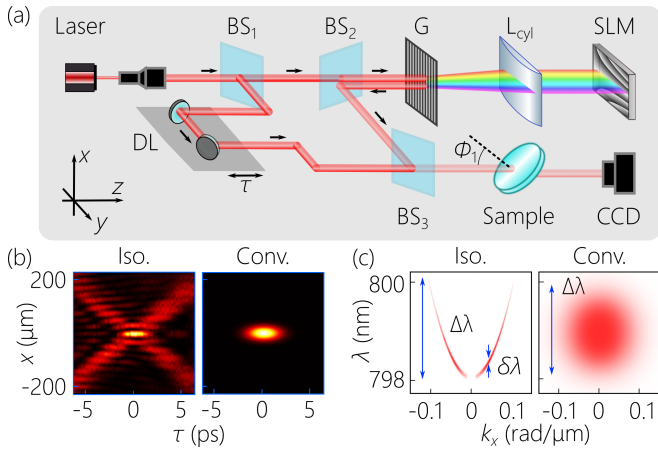 (a)
Laser
BS1
BS2
G
Lcyl
SLM
DL
τ
x
z
y
BS3
Φ1
Sample
CCD
(b)
Iso.
Conv.
x (µm)
200
0
-200
-5
0
5
-5
0
5
τ (ps)
(c)
Iso.
Conv.
λ (nm)
800
798
Δλ
δλ
Δλ
-0.1
0
0.1
-0.1
0
0.1
kx (rad/µm)